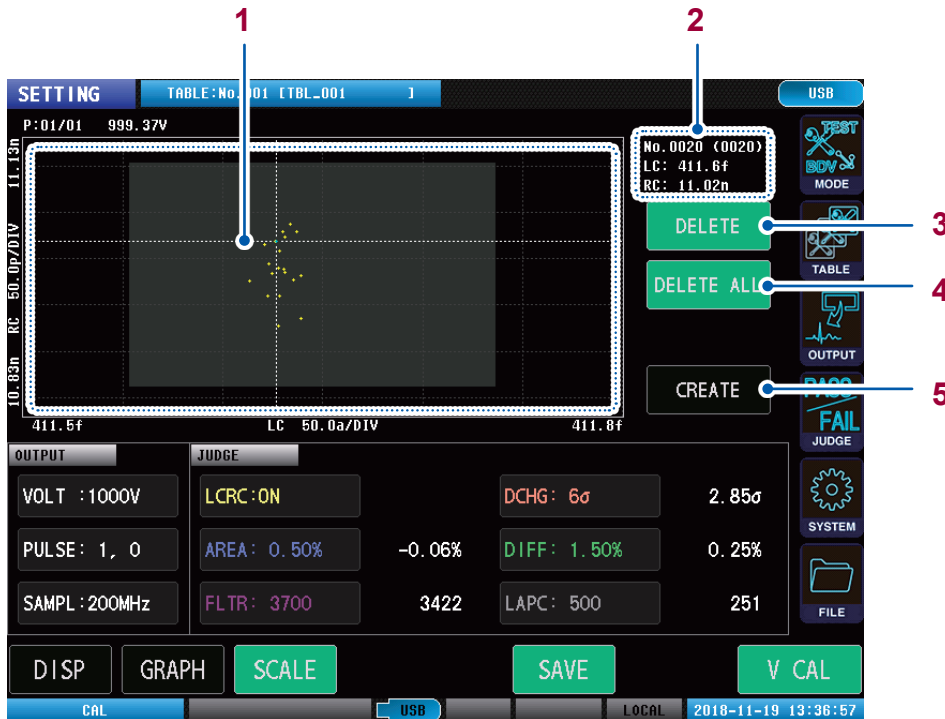 1
2
SETTING
TABLE:No.001 [TBL_001 ]
USB
P:01/01 999.37V
11.13n
50.0p/DIV
RC
10.83n
411.5f
LC 50.0a/DIV
411.8f
No.0020 (0020)
LC: 411.6f
RC: 11.02n
DELETE
3
DELETE ALL
4
CREATE
5
TEST
BDV
MODE
TABLE
OUTPUT
PASS
FAIL
JUDGE
SYSTEM
FILE
OUTPUT
JUDGE
VOLT :1000V
LCRC:ON
DCHG: 6σ
2.85σ
PULSE: 1, 0
AREA: 0.50%
-0.06%
DIFF: 1.50%
0.25%
SAMPL:200MHz
FLTR: 3700
3422
LAPC: 500
251
DISP
GRAPH
SCALE
SAVE
V CAL
CAL
USB
LOCAL
2018-11-19 13:36:57